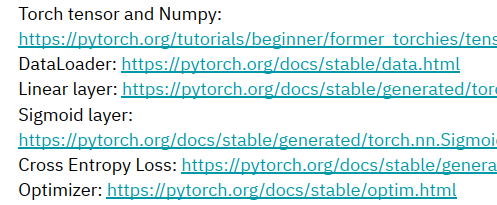 Torch tensor and Numpy:
https://pytorch.org/tutorials/beginner/former_torchies/tens
DataLoader: https://pytorch.org/docs/stable/data.html
Linear layer: https://pytorch.org/docs/stable/generated/tor
Sigmoid layer:
https://pytorch.org/docs/stable/generated/torch.nn.Sigmoi
Cross Entropy Loss: https://pytorch.org/docs/stable/genera
Optimizer: https://pytorch.org/docs/stable/optim.html